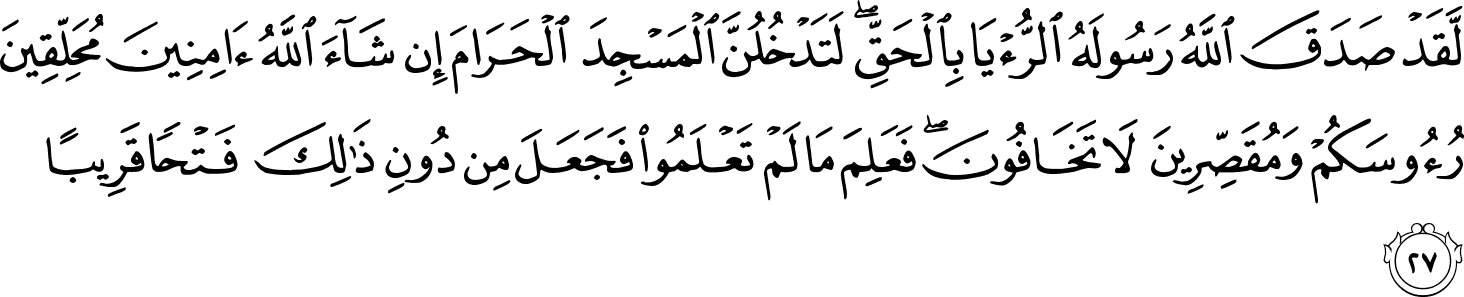 لَّقَدۡ صَدَقَ ٱللَّهُ رَسُولَهُ ٱلرُّءۡيَا بِٱلۡحَقِّۖ لَتَدۡخُلُنَّ ٱلۡمَسۡجِدَ ٱلۡحَرَامَ إِن شَآءَ ٱللَّهُ ءَامِنِينَ مُحَلِّقِينَ
رُءُوسَكُمۡ وَمُقَصِّرِينَ لَا تَخَافُونَۖ فَعَلِمَ مَا لَمۡ تَعۡلَمُواْ فَجَعَلَ مِن دُونِ ذَٰلِكَ فَتۡحٗا قَرِيبًا
٢٧